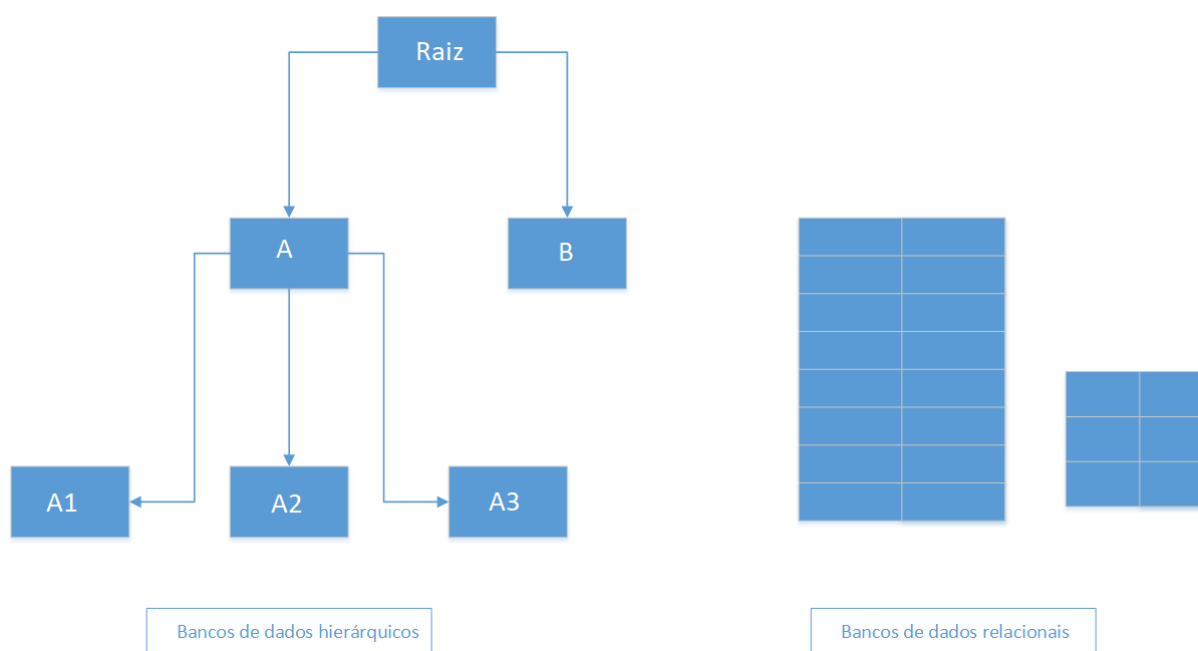 Raiz
A
B
A1
A2
A3
Bancos de dados hierárquicos
Bancos de dados relacionais